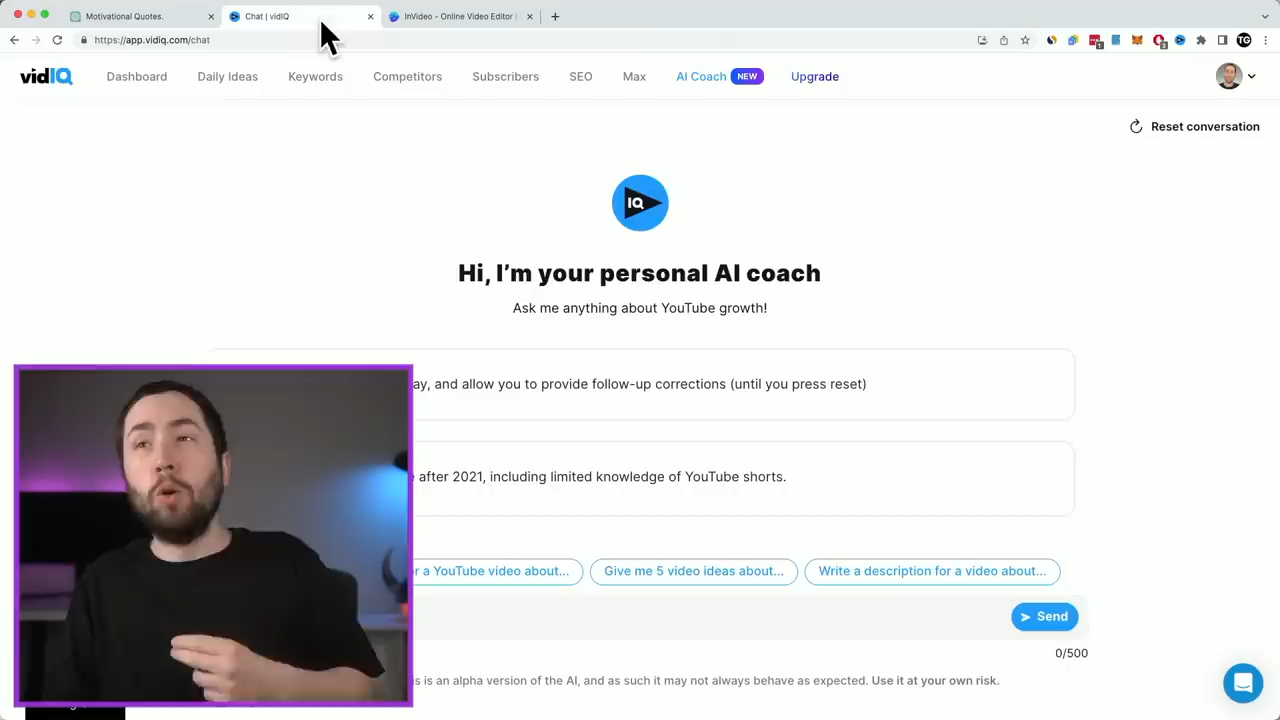 Motivational Quotes.
Chat | vidIQ
InVideo - Online Video Editor |
https://app.vidiq.com/chat
1
3
TG
vidIQ
Dashboard
Daily Ideas
Keywords
Competitors
Subscribers
SEO
Max
AI Coach NEW
Upgrade
Reset conversation
IQ
Hi, I'm your personal AI coach
Ask me anything about YouTube growth!
ay, and allow you to provide follow-up corrections (until you press reset)
after 2021, including limited knowledge of YouTube shorts.
or a YouTube video about...
Give me 5 video ideas about...
Write a description for a video about...
Send
0/500
is is an alpha version of the AI, and as such it may not always behave as expected. Use it at your own risk.